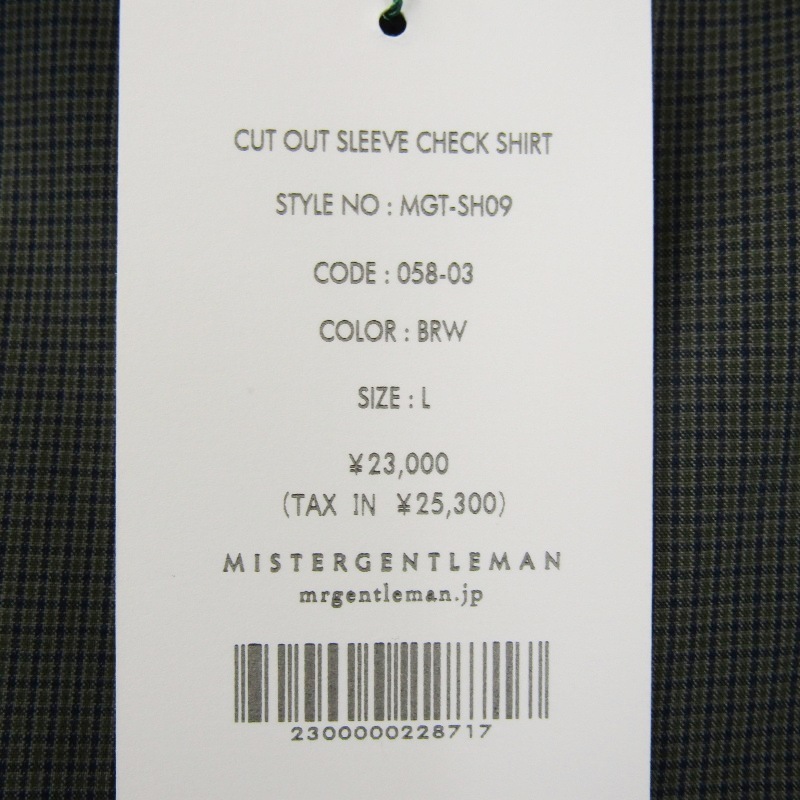 CUT OUT SLEEVE CHECK SHIRT
STYLE NO : MGT-SH09
CODE : 058-03
COLOR : BRW
SIZE : L
¥23,000
(TAX IN ¥25,300)
MISTERGENTLEMAN
mrgentleman.jp
2300000228717